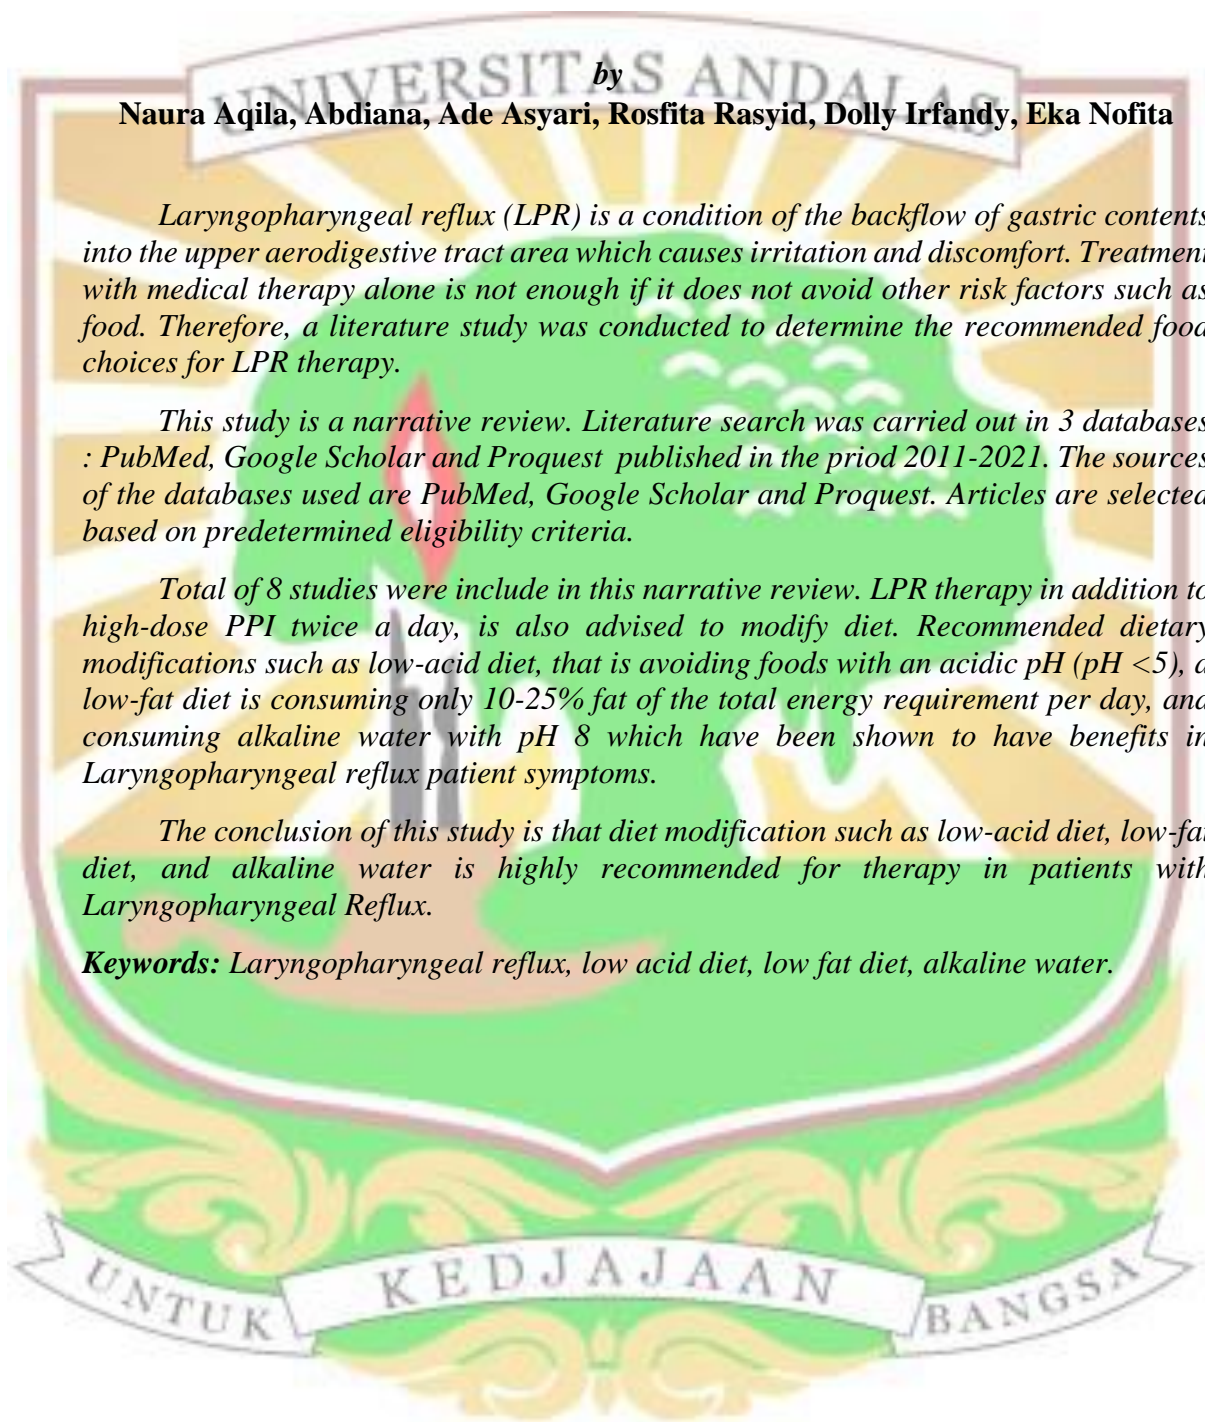 UNIVERSITAS ANDALAS
by
Naura Aqila, Abdiana, Ade Asyari, Rosfita Rasyid, Dolly Irfandy, Eka Nofita
Laryngopharyngeal reflux (LPR) is a condition of the backflow of gastric contents
into the upper aerodigestive tract area which causes irritation and discomfort. Treatment
with medical therapy alone is not enough if it does not avoid other risk factors such as
food. Therefore, a literature study was conducted to determine the recommended food
choices for LPR therapy.
This study is a narrative review. Literature search was carried out in 3 databases
: PubMed, Google Scholar and Proquest published in the priod 2011-2021. The sources
of the databases used are PubMed, Google Scholar and Proquest. Articles are selected
based on predetermined eligibility criteria.
Total of 8 studies were include in this narrative review. LPR therapy in addition to
high-dose PPI twice a day, is also advised to modify diet. Recommended dietary
modifications such as low-acid diet, that is avoiding foods with an acidic pH (pH <5), a
low-fat diet is consuming only 10-25% fat of the total energy requirement per day, and
consuming alkaline water with pH 8 which have been shown to have benefits in
Laryngopharyngeal reflux patient symptoms.
The conclusion of this study is that diet modification such as low-acid diet, low-fat
diet, and alkaline water is highly recommended for therapy in patients with
Laryngopharyngeal Reflux.
Keywords: Laryngopharyngeal reflux, low acid diet, low fat diet, alkaline water.
UNTUK KEDJAJAAN BANGSA